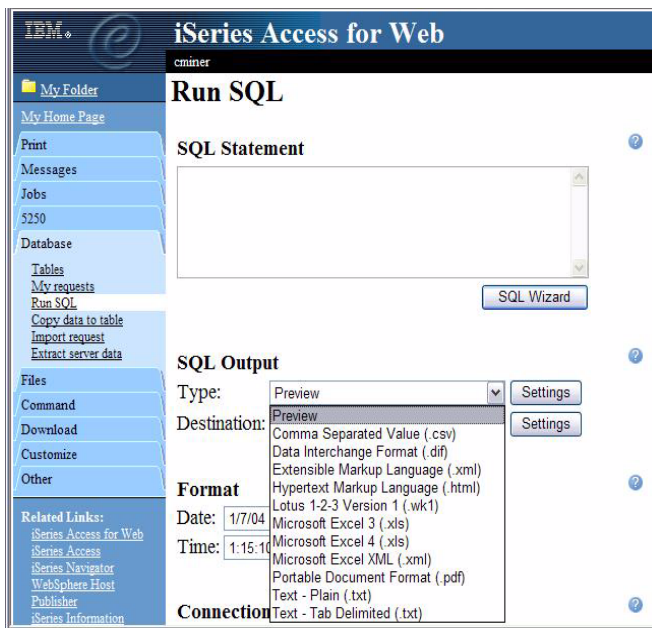 IBM.
iSeries Access for Web
cminer
My Folder
My Home Page
Print
Messages
Jobs
5250
Database
Tables
My requests
Run SQL
Copy data to table
Import request
Extract server data
Files
Command
Download
Customize
Other
Related Links:
iSeries Access for Web
iSeries Access
iSeries Navigator
WebSphere Host
Publisher
iSeries Information
Run SQL
SQL Statement
SQL Wizard
SQL Output
Type: Preview Settings
Destination: Settings
Preview
Comma Separated Value (.csv)
Data Interchange Format (.dif)
Extensible Markup Language (.xml)
Hypertext Markup Language (.html)
Lotus 1-2-3 Version 1 (.wk1)
Microsoft Excel 3 (.xls)
Microsoft Excel 4 (.xls)
Microsoft Excel XML (.xml)
Portable Document Format (.pdf)
Text - Plain (.txt)
Text - Tab Delimited (.txt)
Format
Date: 1/7/04
Time: 1:15:10
Connection